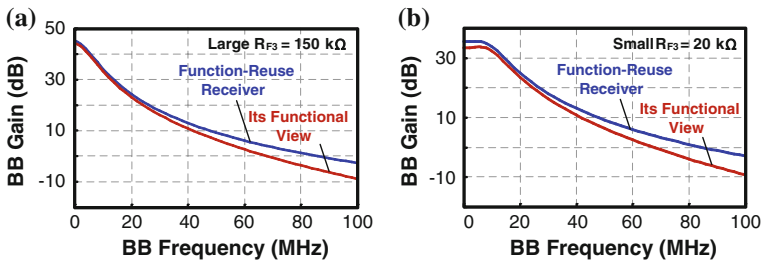 (a)
50
30
10
-10
BB Gain (dB)
Large RF3 = 150 kΩ
Function-Reuse
Receiver
Its Functional
View
0 20 40 60 80 100
BB Frequency (MHz)
(b)
30
10
-10
BB Gain (dB)
Small RF3 = 20 kΩ
Function-Reuse
Receiver
Its Functional
View
0 20 40 60 80 100
BB Frequency (MHz)